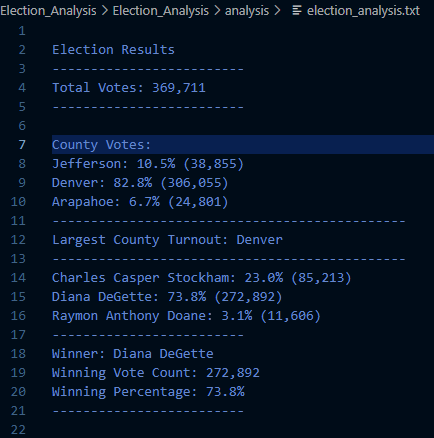 Election_Analysis > Election_Analysis > analysis > election_analysis.txt
1
2 Election Results
3 -------------------------
4 Total Votes: 369,711
5 -------------------------
6
7 County Votes:
8 Jefferson: 10.5% (38,855)
9 Denver: 82.8% (306,055)
10 Arapahoe: 6.7% (24,801)
11 ----------------------------------------------
12 Largest County Turnout: Denver
13 ----------------------------------------------
14 Charles Casper Stockham: 23.0% (85,213)
15 Diana DeGette: 73.8% (272,892)
16 Raymon Anthony Doane: 3.1% (11,606)
17 -------------------------
18 Winner: Diana DeGette
19 Winning Vote Count: 272,892
20 Winning Percentage: 73.8%
21 -------------------------
22